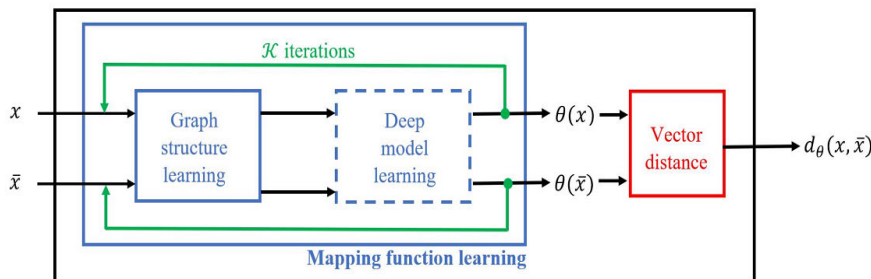 𝒦 iterations
x
x̄
Graph
structure
learning
Deep
model
learning
θ(x)
θ(x̄)
Vector
distance
d_θ(x, x̄)
Mapping function learning